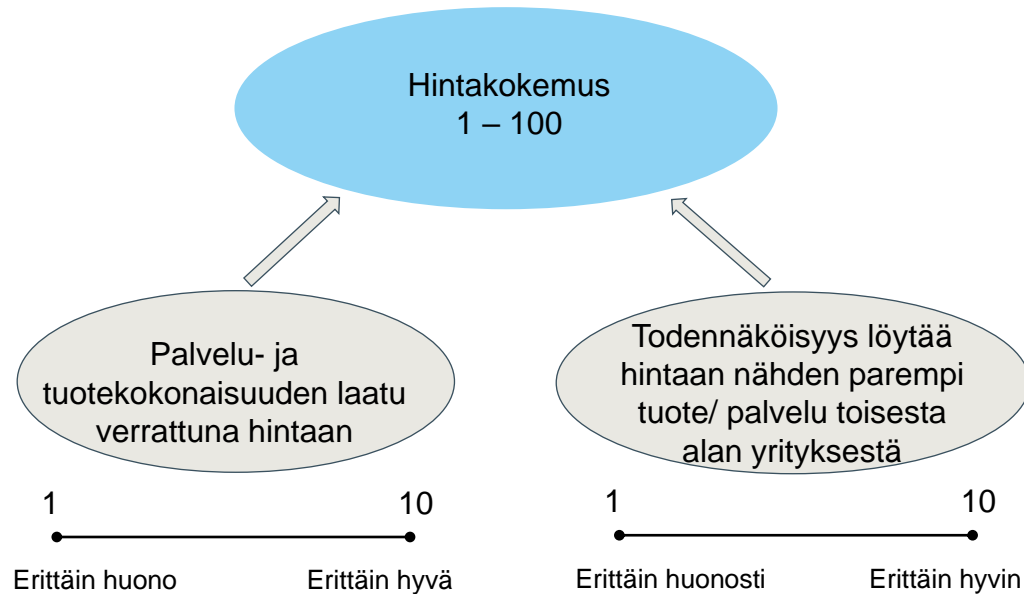 Hintakokemus
1 – 100
Palvelu- ja
tuotekokonaisuuden laatu
verrattuna hintaan
Todennäköisyys löytää
hintaan nähden parempi
tuote/ palvelu toisesta
alan yrityksestä
1 10
Erittäin huono Erittäin hyvä
1 10
Erittäin huonosti Erittäin hyvin